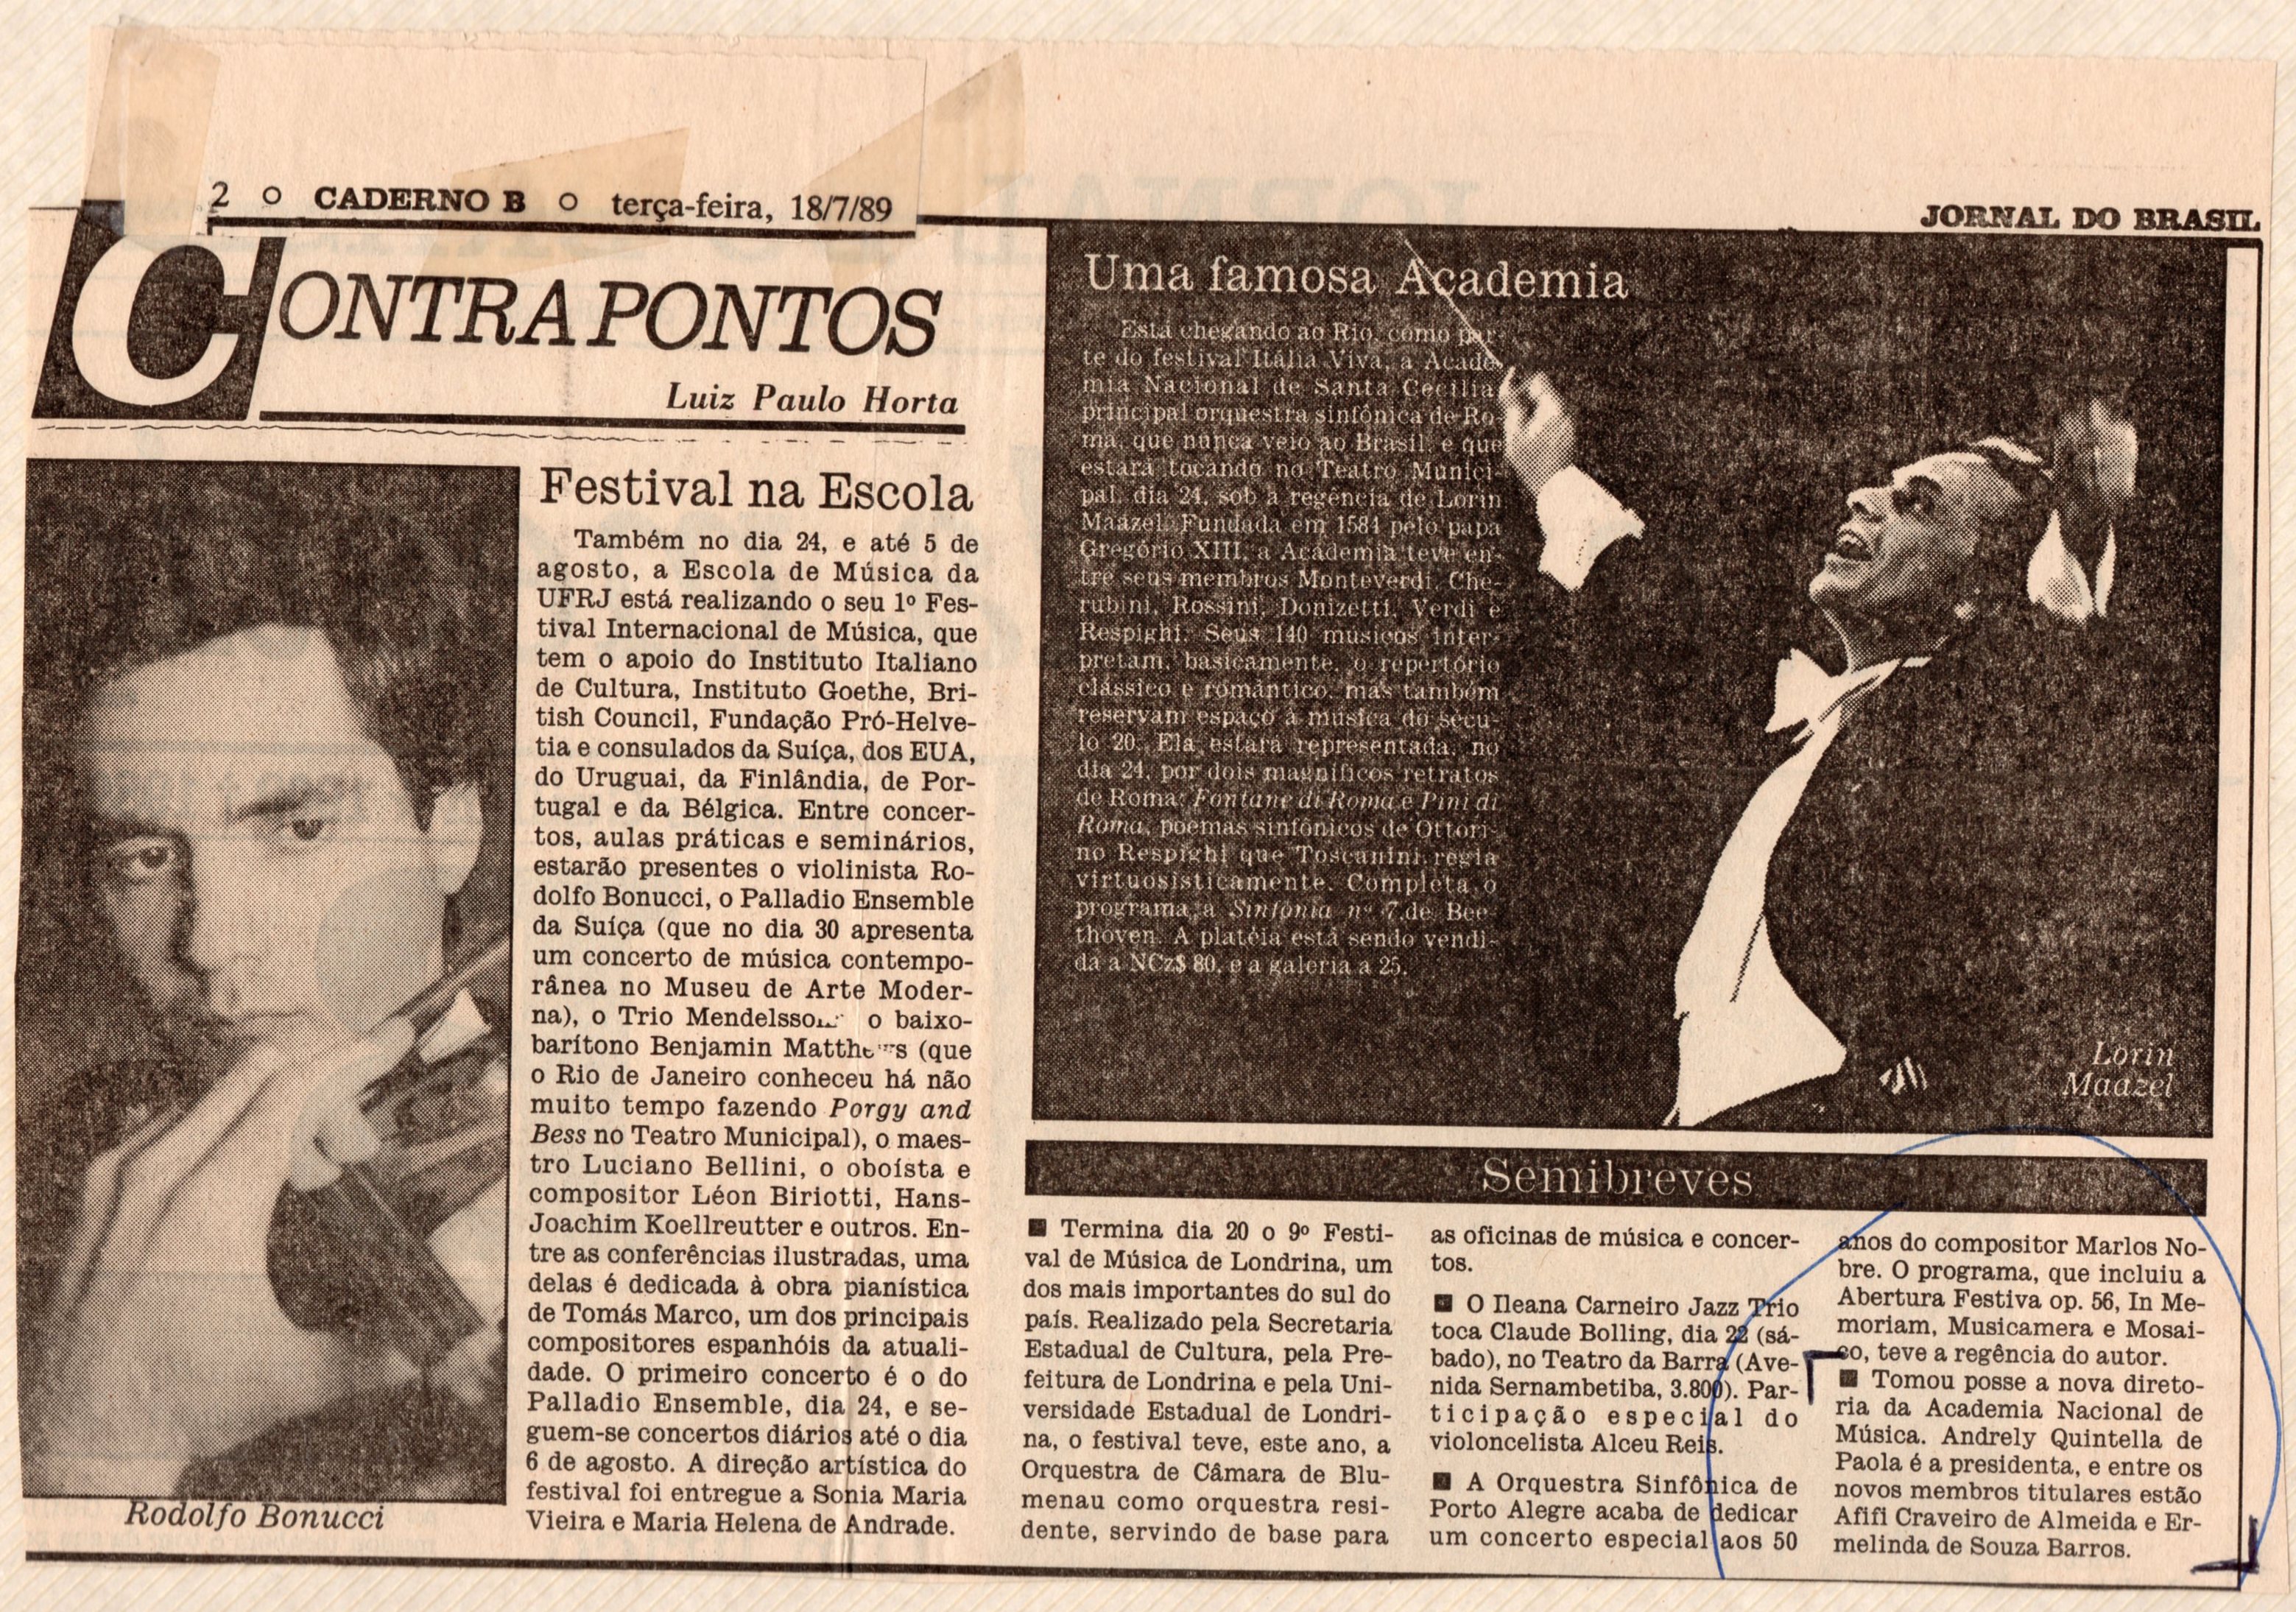 2 o CADERNO B o terça-feira, 18/7/89
JORNAL DO BRASIL
CONTRAPONTOS
Luiz Paulo Horta
Festival na Escola
Também no dia 24, e até 5 de
agosto, a Escola de Música da
UFRJ está realizando o seu 1º Fes-
tival Internacional de Música, que
tem o apoio do Instituto Italiano
de Cultura, Instituto Goethe, Bri-
tish Council, Fundação Pró-Helve-
tia e consulados da Suíça, dos EUA,
do Uruguai, da Finlândia, de Por-
tugal e da Bélgica. Entre concer-
tos, aulas práticas e seminários,
estarão presentes o violinista Ro-
dolfo Bonucci, o Palladio Ensemble
da Suíça (que no dia 30 apresenta
um concerto de música contempo-
rânea no Museu de Arte Moder-
na), o Trio o baixo-
barítono Benjamin (que
o Rio de Janeiro conheceu há não
muito tempo fazendo Porgy and
Bess no Teatro Municipal), o maes-
tro Luciano Bellini, o oboísta e
compositor Léon Biriotti, Hans-
Joachim Koellreutter e outros. En-
tre as conferências ilustradas, uma
delas é dedicada à obra pianística
de Tomás Marco, um dos principais
compositores espanhóis da atuali-
dade. O primeiro concerto é o do
Palladio Ensemble, dia 24, e se-
guem-se concertos diários até o dia
6 de agosto. A direção artística do
festival foi entregue a Sonia Maria
Vieira e Maria Helena de Andrade.
Rodolfo Bonucci
Uma famosa Academia
Está chegando ao Rio, como par-
te do festival Itália Viva, a Acade-
mia Nacional de Santa Cecília,
principal orquestra sinfônica de Ro-
ma, que nunca veio ao Brasil, e que
estará tocando no Teatro Munici-
pal, dia 24, sob a regência de Lorin
Maazel. Fundada em 1584 pelo papa
Gregório XIII, a Academia teve en-
tre seus membros Monteverdi, Che-
rubini, Rossini, Donizetti, Verdi e
Respighi. Seus 140 músicos inter-
pretam, basicamente, o repertório
clássico e romântico, mas também
reservam espaço à música do sécu-
lo 20. Ela estará representada, no
dia 24, por dois magníficos retratos
de Roma: Fontane di Roma e Pini di
Roma, poemas sinfônicos de Ottori-
no Respighi que Toscanini regia
virtuosisticamente. Completa o
programa a Sinfonia nº 7 de Bee-
thoven. A platéia está sendo vendi-
da a NCz$ 80, e a galeria a 25.
Lorin
Maazel
Semibreves
■ Termina dia 20 o 9º Festi-
val de Música de Londrina, um
dos mais importantes do sul do
país. Realizado pela Secretaria
Estadual de Cultura, pela Pre-
feitura de Londrina e pela Uni-
versidade Estadual de Londri-
na, o festival teve, este ano, a
Orquestra de Câmara de Blu-
menau como orquestra resi-
dente, servindo de base para
as oficinas de música e concer-
tos.
■ O Ileana Carneiro Jazz Trio
toca Claude Bolling, dia 22 (sá-
bado), no Teatro da Barra (Ave-
nida Sernambetiba, 3.800). Par-
ticipação especial do
violoncelista Alceu Reis.
■ A Orquestra Sinfônica de
Porto Alegre acaba de dedicar
um concerto especial aos 50
anos do compositor Marlos No-
bre. O programa, que incluiu a
Abertura Festiva op. 56, In Me-
moriam, Musicamera e Mosai-
co, teve a regência do autor.
■ Tomou posse a nova direto-
ria da Academia Nacional de
Música. Andrely Quintella de
Paola é a presidenta, e entre os
novos membros titulares estão
Afifi Craveiro de Almeida e Er-
melinda de Souza Barros.